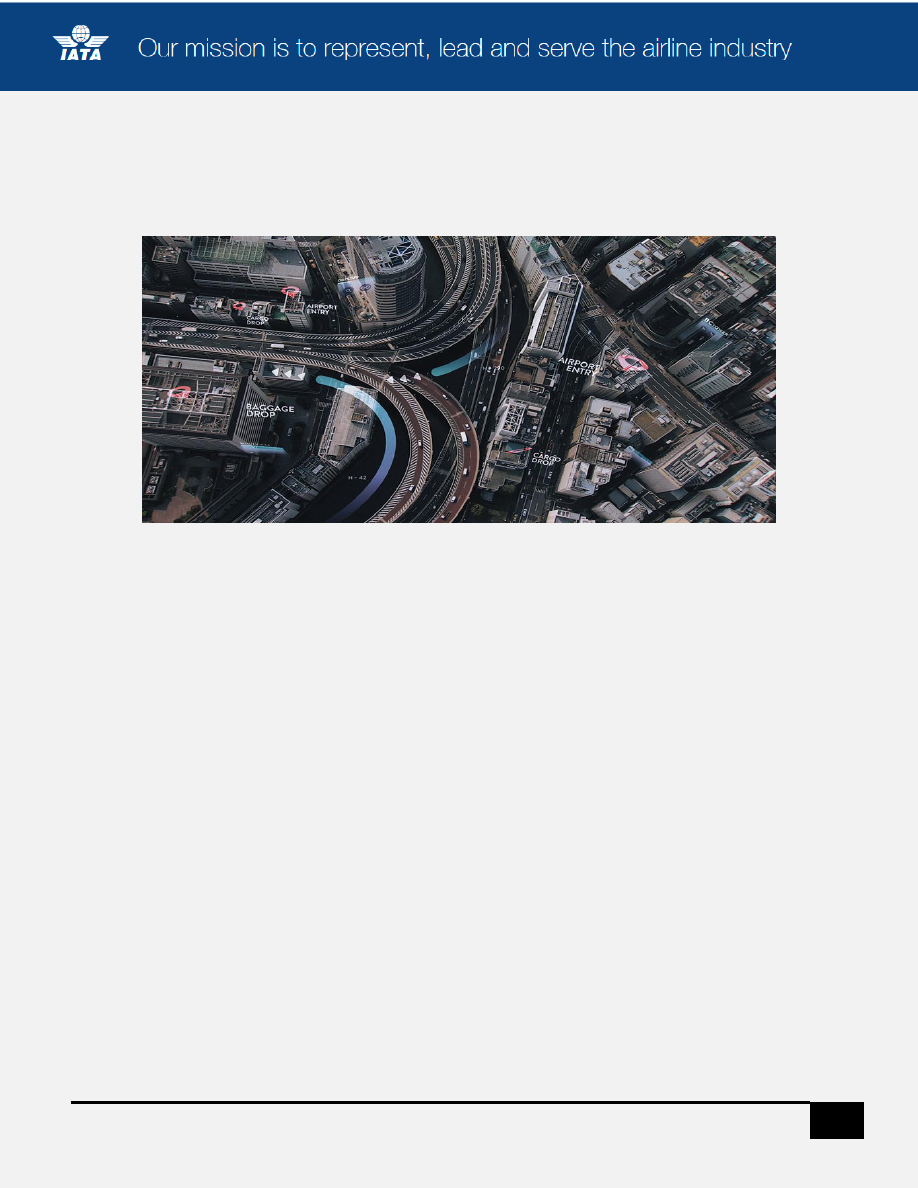 IATA
Our mission is to represent, lead and serve the airline industry
AIRPORT
ENTRY
CARGO
DROP
AIRPORT
ENTRY
BAGGAGE
DROP
CARGO
DROP
H - 42